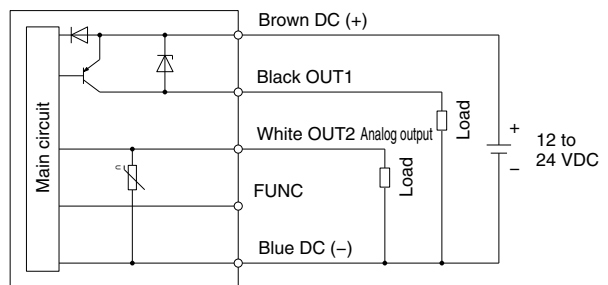 Brown DC (+)
Main circuit
Black OUT1
White OUT2 Analog output
Load
Load
+
12 to
24 VDC
−
FUNC
Blue DC (−)